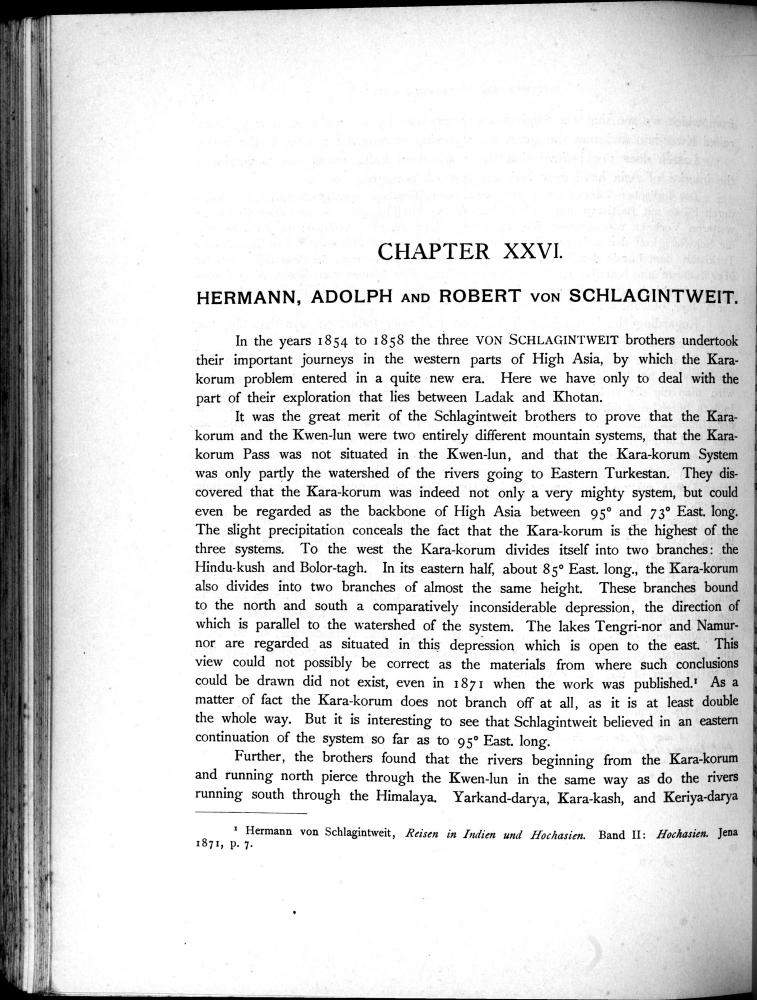 CHAPTER XXVI.
HERMANN, ADOLPH AND ROBERT VON SCHLAGINTWEIT.
In the years 1854 to 1858 the three VON SCHLAGINTWEIT brothers undertook
their important journeys in the western parts of High Asia, by which the Kara-
korum problem entered in a quite new era. Here we have only to deal with the
part of their exploration that lies between Ladak and Khotan.
It was the great merit of the Schlagintweit brothers to prove that the Kara-
korum and the Kwen-lun were two entirely different mountain systems, that the Kara-
korum Pass was not situated in the Kwen-lun, and that the Kara-korum System
was only partly the watershed of the rivers going to Eastern Turkestan. They dis-
covered that the Kara-korum was indeed not only a very mighty system, but could
even be regarded as the backbone of High Asia between 95° and 73° East. long.
The slight precipitation conceals the fact that the Kara-korum is the highest of the
three systems. To the west the Kara-korum divides itself into two branches: the
Hindu-kush and Bolor-tagh. In its eastern half, about 85° East. long., the Kara-korum
also divides into two branches of almost the same height. These branches bound
to the north and south a comparatively inconsiderable depression, the direction of
which is parallel to the watershed of the system. The lakes Tengri-nor and Namur-
nor are regarded as situated in this depression which is open to the east. This
view could not possibly be correct as the materials from where such conclusions
could be drawn did not exist, even in 1871 when the work was published.¹ As a
matter of fact the Kara-korum does not branch off at all, as it is at least double
the whole way. But it is interesting to see that Schlagintweit believed in an eastern
continuation of the system so far as to 95° East. long.
Further, the brothers found that the rivers beginning from the Kara-korum
and running north pierce through the Kwen-lun in the same way as do the rivers
running south through the Himalaya. Yarkand-darya, Kara-kash, and Keriya-darya
¹ Hermann von Schlagintweit, Reisen in Indien und Hochasien. Band II: Hochasien. Jena
1871, p. 7.